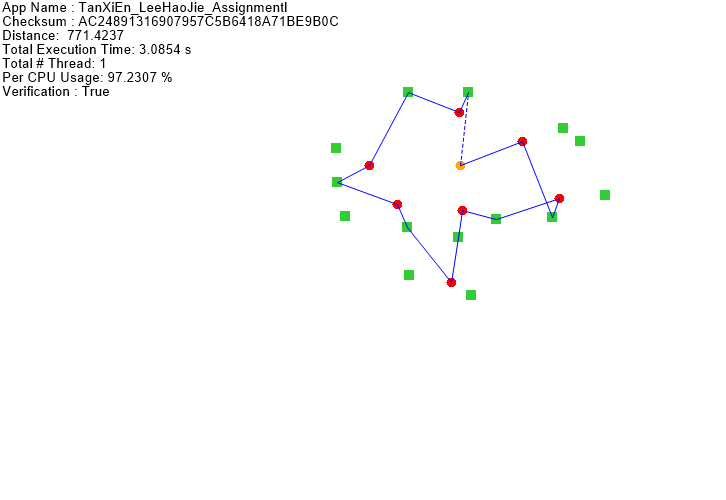 App Name : TanXiEn_LeeHaoJie_AssignmentI
Checksum : AC24891316907957C5B6418A71BE9B0C
Distance:  771.4237
Total Execution Time: 3.0854 s
Total # Thread: 1
Per CPU Usage: 97.2307 %
Verification : True